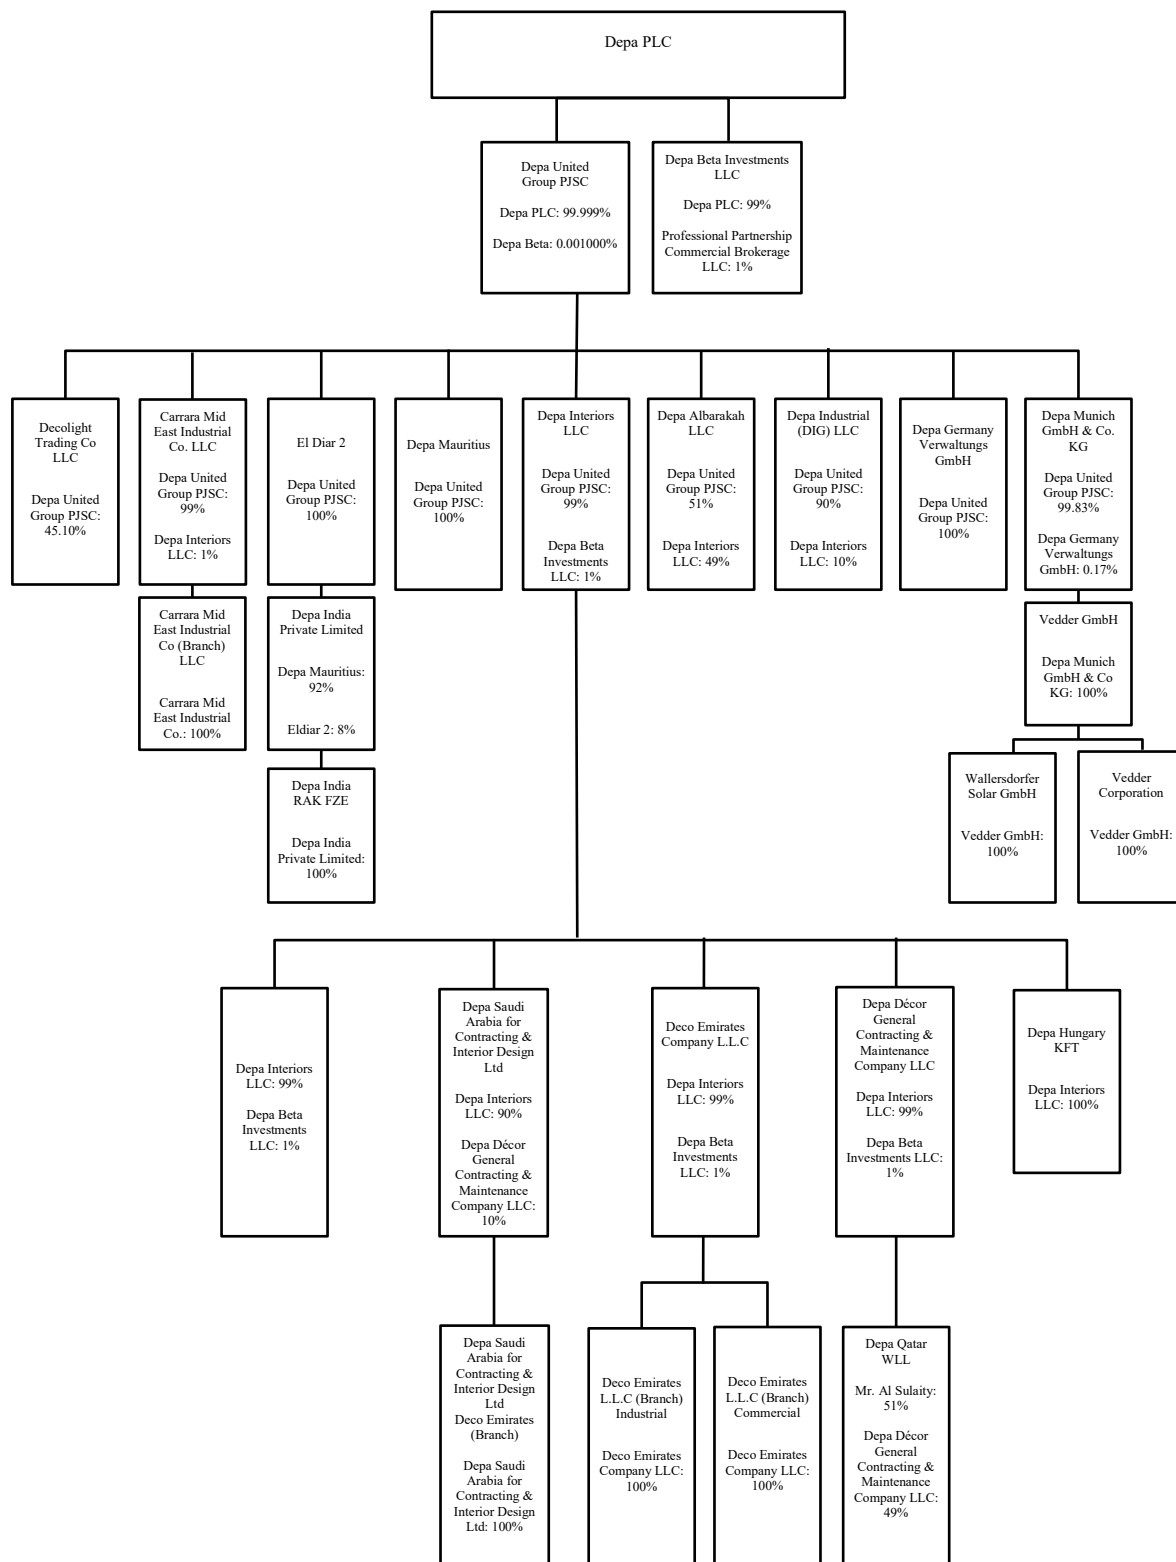 Depa PLC
Depa United
Group PJSC
Depa PLC: 99.999%
Depa Beta: 0.001000%
Depa Beta Investments
LLC
Depa PLC: 99%
Professional Partnership
Commercial Brokerage
LLC: 1%
Decolight
Trading Co
LLC
Depa United
Group PJSC:
45.10%
Carrara Mid
East Industrial
Co. LLC
Depa United
Group PJSC:
99%
Depa Interiors
LLC: 1%
El Diar 2
Depa United
Group PJSC:
100%
Depa Mauritius
Depa United
Group PJSC:
100%
Depa Interiors
LLC
Depa United
Group PJSC:
99%
Depa Beta
Investments
LLC: 1%
Depa Albarakah
LLC
Depa United
Group PJSC:
51%
Depa Interiors
LLC: 49%
Depa Industrial
(DIG) LLC
Depa United
Group PJSC:
90%
Depa Interiors
LLC: 10%
Depa Germany
Verwaltungs
GmbH
Depa United
Group PJSC:
100%
Depa Munich
GmbH & Co.
KG
Depa United
Group PJSC:
99.83%
Depa Germany
Verwaltungs
GmbH: 0.17%
Carrara Mid
East Industrial
Co (Branch)
LLC
Carrara Mid
East Industrial
Co.: 100%
Depa India
Private Limited
Depa Mauritius:
92%
Eldiar 2: 8%
Vedder GmbH
Depa Munich
GmbH & Co
KG: 100%
Depa India
RAK FZE
Depa India
Private Limited:
100%
Wallersdorfer
Solar GmbH
Vedder GmbH:
100%
Vedder
Corporation
Vedder GmbH:
100%
Depa Interiors
LLC: 99%
Depa Beta
Investments
LLC: 1%
Depa Saudi
Arabia for
Contracting &
Interior Design
Ltd
Depa Interiors
LLC: 90%
Depa Décor
General
Contracting &
Maintenance
Company LLC:
10%
Deco Emirates
Company L.L.C
Depa Interiors
LLC: 99%
Depa Beta
Investments
LLC: 1%
Depa Décor
General
Contracting &
Maintenance
Company LLC
Depa Interiors
LLC: 99%
Depa Beta
Investments LLC:
1%
Depa Hungary
KFT
Depa Interiors
LLC: 100%
Depa Saudi
Arabia for
Contracting &
Interior Design
Ltd
Deco Emirates
(Branch)
Depa Saudi
Arabia for
Contracting &
Interior Design
Ltd: 100%
Deco Emirates
L.L.C (Branch)
Industrial
Deco Emirates
Company LLC:
100%
Deco Emirates
L.L.C (Branch)
Commercial
Deco Emirates
Company LLC:
100%
Depa Qatar
WLL
Mr. Al Sulaity:
51%
Depa Décor
General
Contracting &
Maintenance
Company LLC:
49%